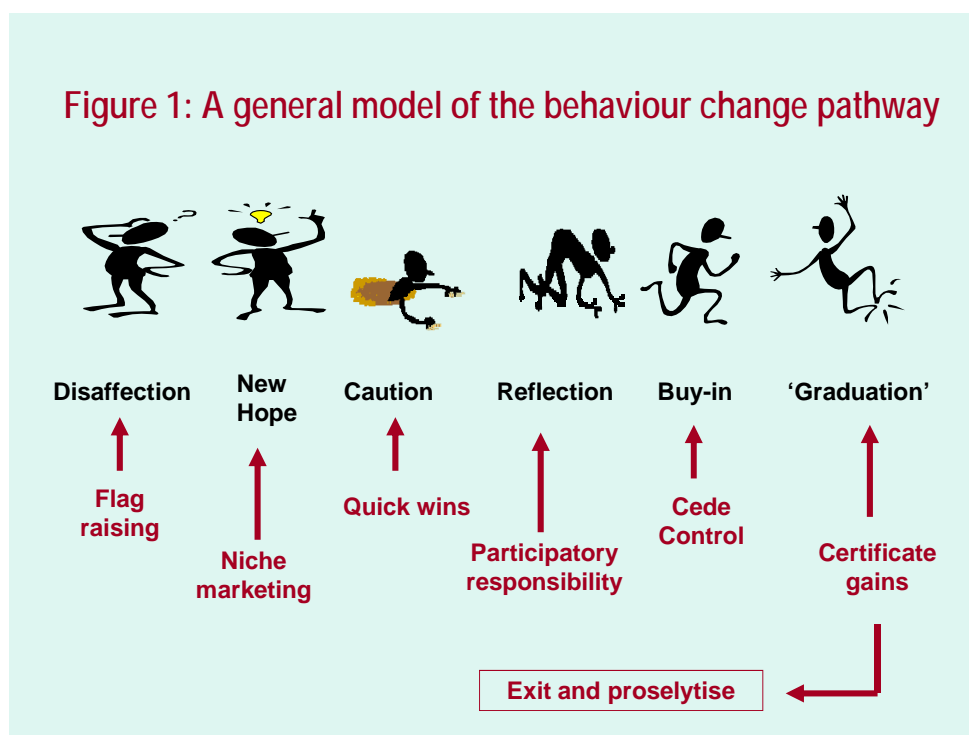 Figure 1: A general model of the behaviour change pathway
?
Disaffection
New
Hope
Caution
Reflection
Buy-in
‘Graduation’
Flag
raising
Niche
marketing
Quick wins
Participatory
responsibility
Cede
Control
Certificate
gains
Exit and proselytise